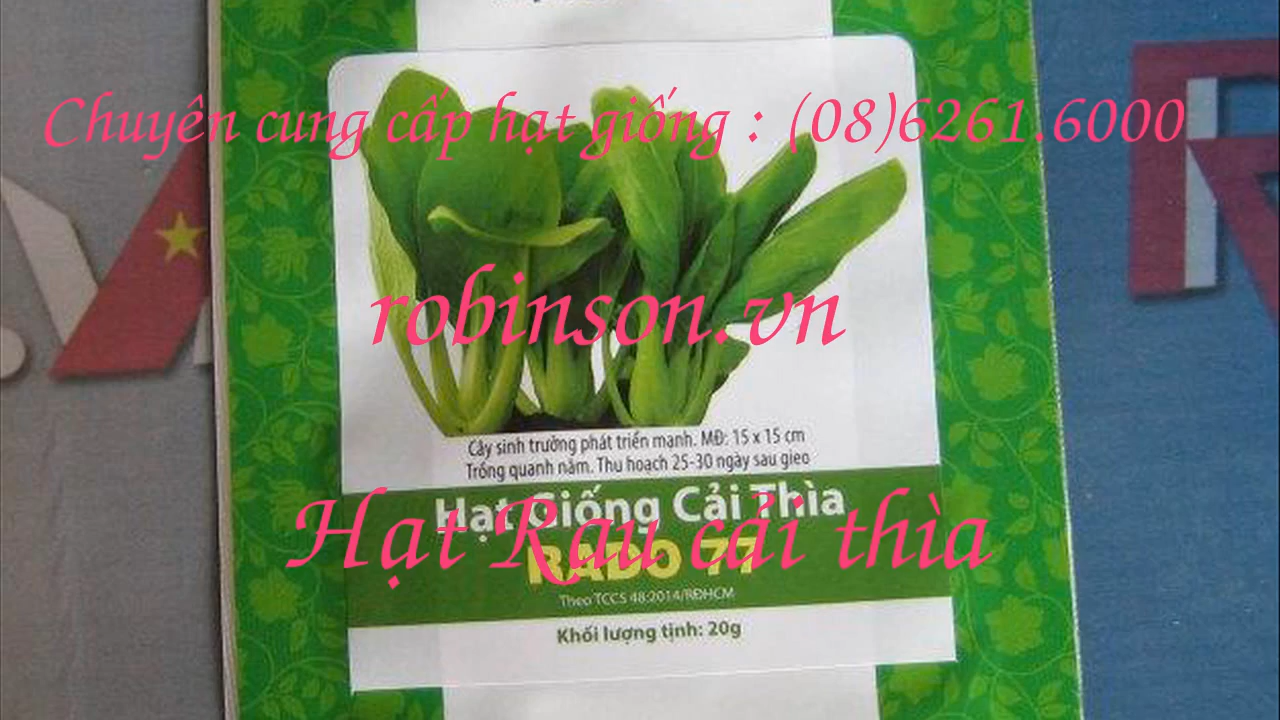 Chuyên cung cấp hạt giống : (08)6261.6000
robinson.vn
Cây sinh trưởng phát triển mạnh. MĐ: 15 x 15 cm
Trồng quanh năm. Thu hoạch 25-30 ngày sau gieo
Hạt Giống Cải Thìa
Hạt Rau cải thìa
RADO 77
Theo TCCS 48:2014/RĐHCM
Khối lượng tịnh: 20g